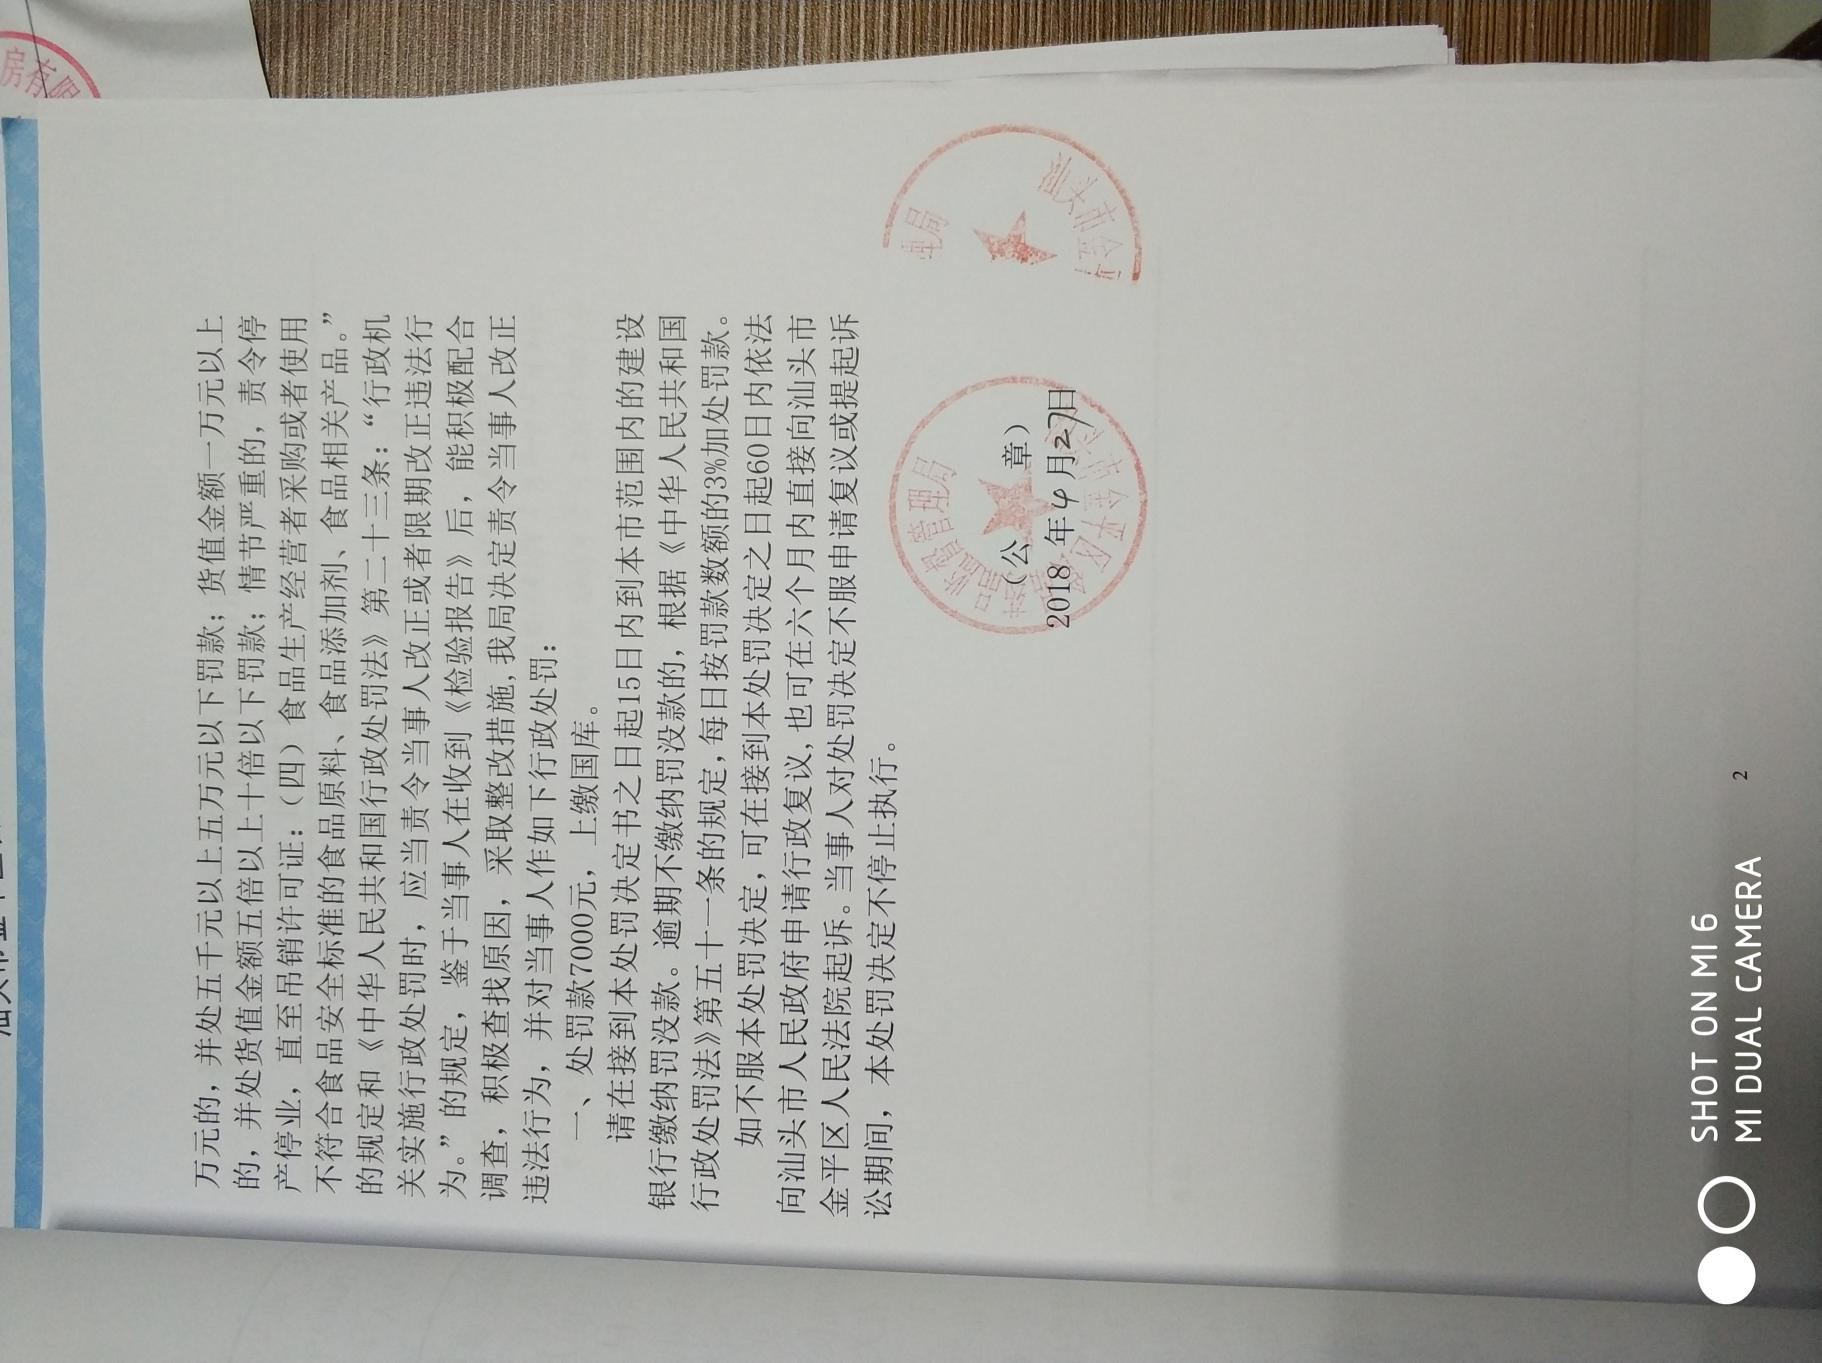 万元的，并处五千元以上五万元以下罚款；货值金额一万元以上
的，并处货值金额五倍以上十倍以下罚款；情节严重的，责令停
产停业，直至吊销许可证：（四）食品生产经营者采购或者使用
不符合食品安全标准的食品原料、食品添加剂、食品相关产品。”
的规定和《中华人民共和国行政处罚法》第二十三条：“行政机
关实施行政处罚时，应当责令当事人改正或者限期改正违法行
为。”的规定，鉴于当事人在收到《检验报告》后，能积极配合
调查，积极查找原因，采取整改措施,我局决定责令当事人改正
违法行为，并对当事人作如下行政处罚：
一、处罚款7000元，上缴国库。
请在接到本处罚决定书之日起15日内到本市范围内的建设
银行缴纳罚没款。逾期不缴纳罚没款的，根据《中华人民共和国
行政处罚法》第五十一条的规定,每日按罚款数额的3%加处罚款。
如不服本处罚决定，可在接到本处罚决定之日起60日内依法
向汕头市人民政府申请行政复议,也可在六个月内直接向汕头市
金平区人民法院起诉。当事人对处罚决定不服申请复议或提起诉
讼期间，本处罚决定不停止执行。
（公 章）
2018 年4月27日
监督管理局
金平区
理局
汕头市金平
房有限
2
SHOT ON MI 6
MI DUAL CAMERA